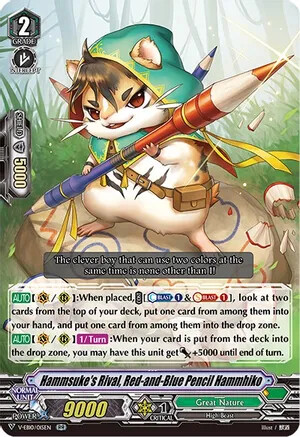 2
GRADE
INTERCEPT
SHIELD
5000
The clever boy that can use two colors at the
same time is none other than I!
AUTO :When placed, BLAST 1 & BLAST 1 , look at two
cards from the top of your deck, put one card from among them into
your hand, and put one card from among them into the drop zone.
AUTO 1/Turn :When your card is put from the deck into
the drop zone, you may have this unit get +5000 until end of turn.
Hammsuke's Rival, Red-and-Blue Pencil Hammhiko
NORMAL
UNIT
POWER
9000
1
CRITICAL
Great Nature
High Beast
V-EB10/015EN
RR
Illust /